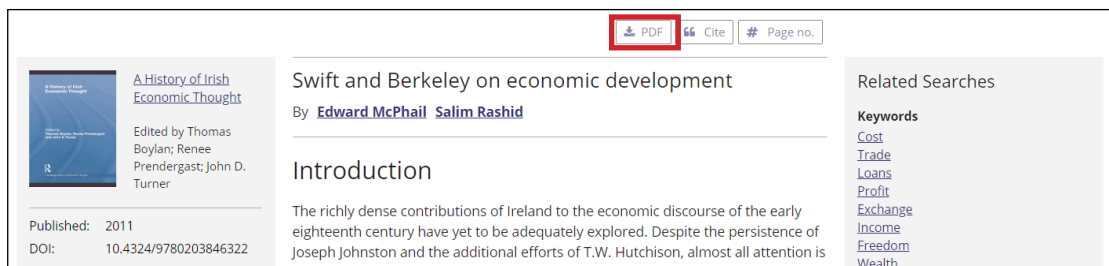 PDF
Cite
# Page no.
A History of Irish
Economic Thought
Edited by Thomas
Boylan; Renee
Prendergast; John D.
Turner
Published: 2011
DOI: 10.4324/9780203846322
Swift and Berkeley on economic development
By Edward McPhail Salim Rashid
Introduction
The richly dense contributions of Ireland to the economic discourse of the early
eighteenth century have yet to be adequately explored. Despite the persistence of
Joseph Johnston and the additional efforts of T.W. Hutchison, almost all attention is
Related Searches
Keywords
Cost
Trade
Loans
Profit
Exchange
Income
Freedom
Wealth